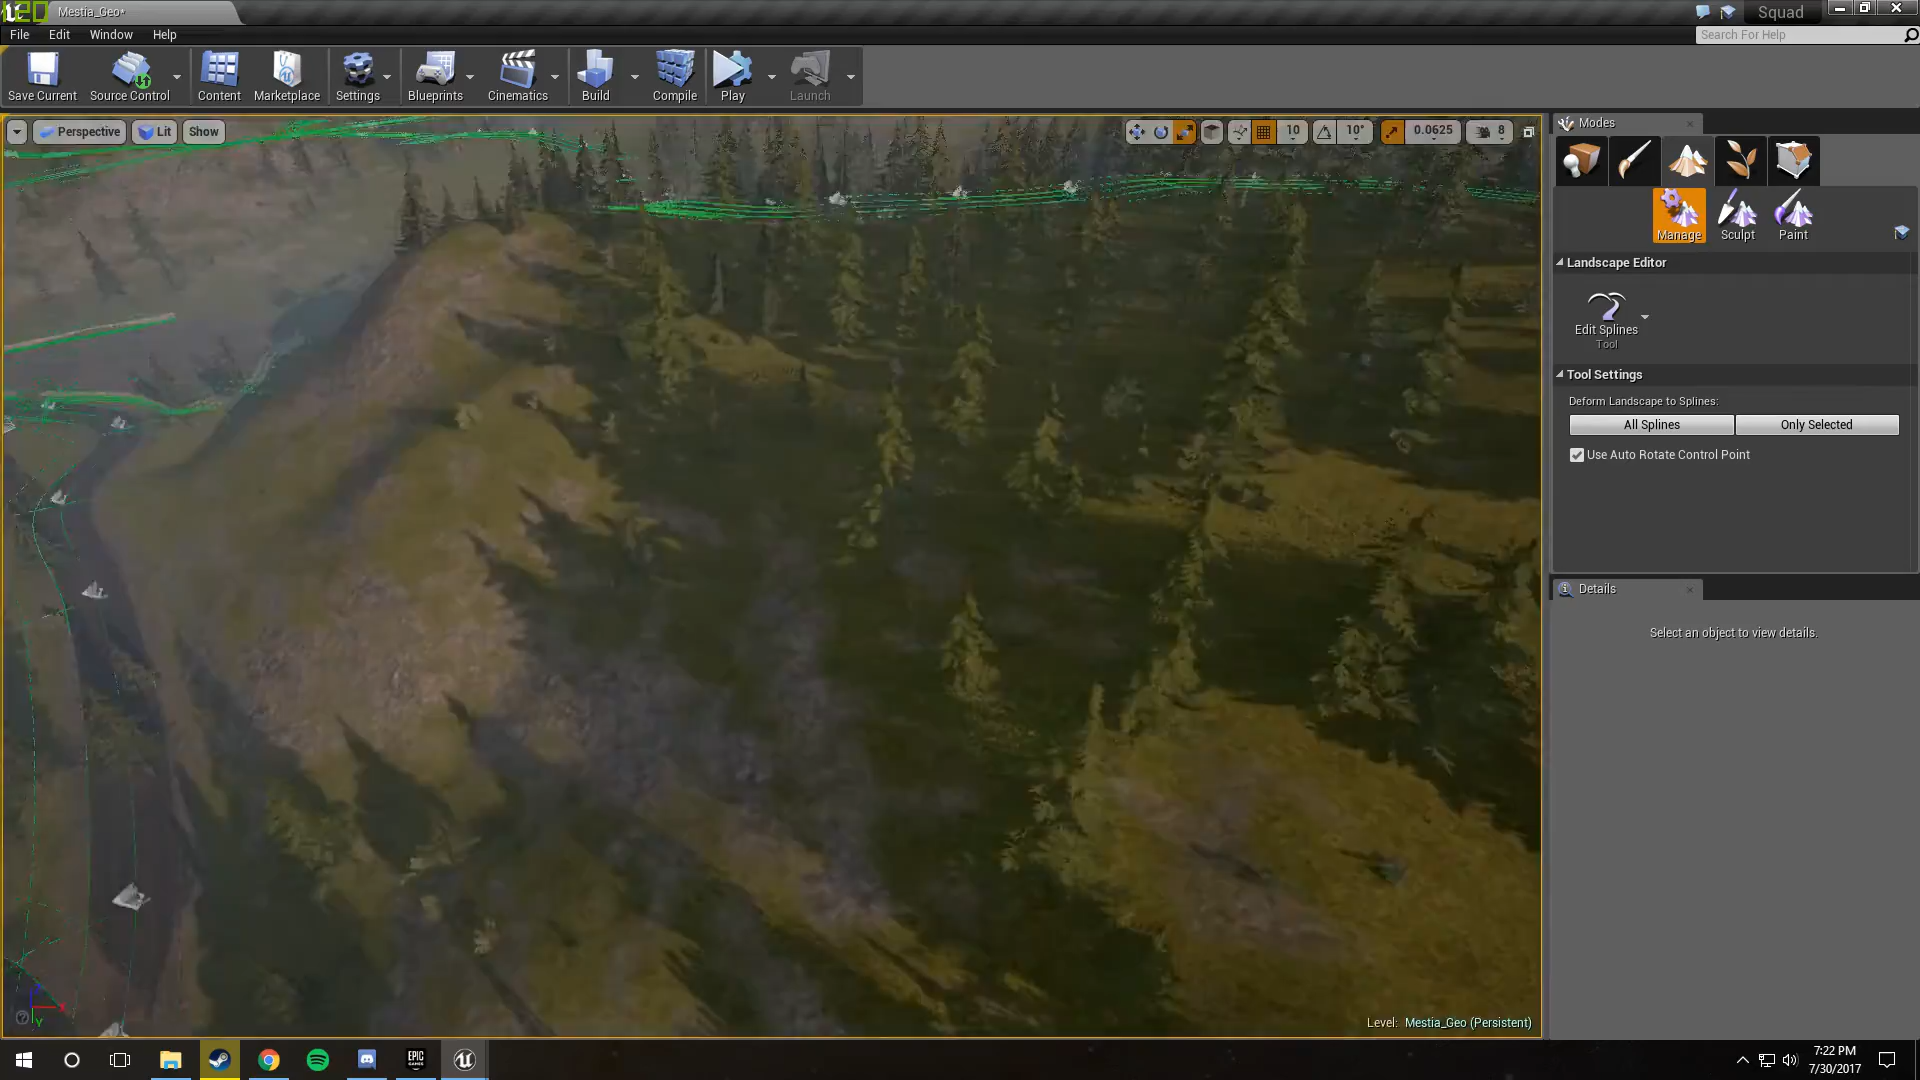 120
Mestia_Geo*
Squad
File Edit Window Help
Search For Help
Save Current Source Control Content Marketplace Settings Blueprints Cinematics Build Compile Play Launch
Perspective Lit Show
10 10° 0.0625 8
Modes
Manage Sculpt Paint
Landscape Editor
Edit Splines
Tool
Tool Settings
Deform Landscape to Splines:
All Splines Only Selected
Use Auto Rotate Control Point
Details
Select an object to view details.
X
Y
Level: Mestia_Geo (Persistent)
EPIC
GAMES
7:22 PM
7/30/2017